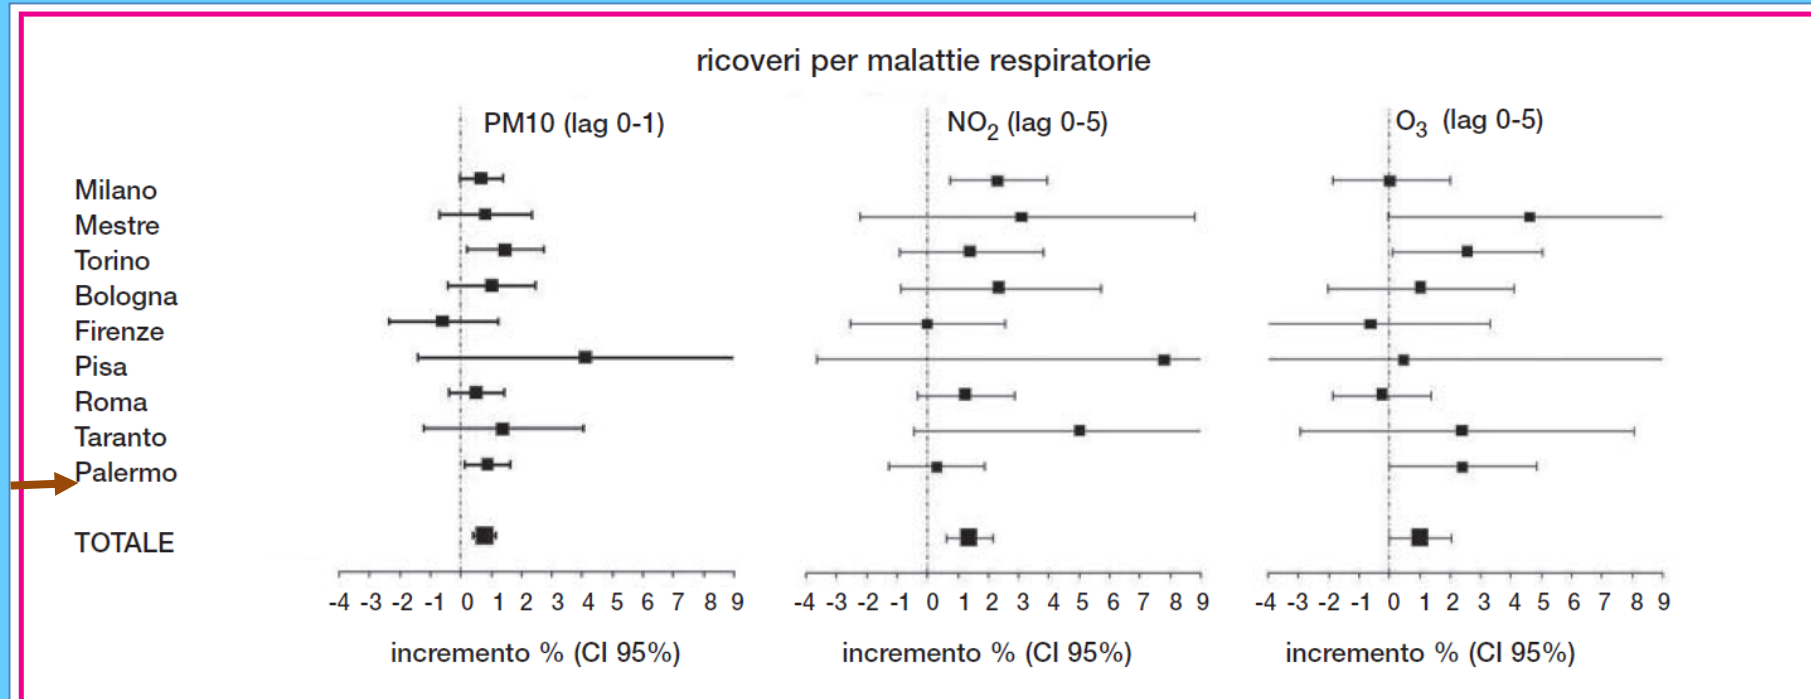 ricoveri per malattie respiratorie
PM10 (lag 0-1)
NO2 (lag 0-5)
O3 (lag 0-5)
Milano
Mestre
Torino
Bologna
Firenze
Pisa
Roma
Taranto
Palermo
TOTALE
-4 -3 -2 -1 0 1 2 3 4 5 6 7 8 9
-4 -3 -2 -1 0 1 2 3 4 5 6 7 8 9
-4 -3 -2 -1 0 1 2 3 4 5 6 7 8 9
incremento % (CI 95%)
incremento % (CI 95%)
incremento % (CI 95%)